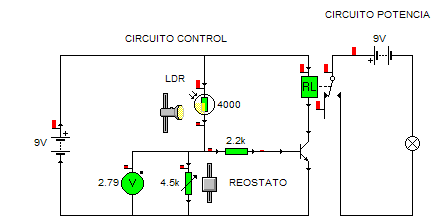 CIRCUITO POTENCIA
CIRCUITO CONTROL
9V
LDR
RL
4000
9V
2.2k
2.79
V
4.5k
REOSTATO